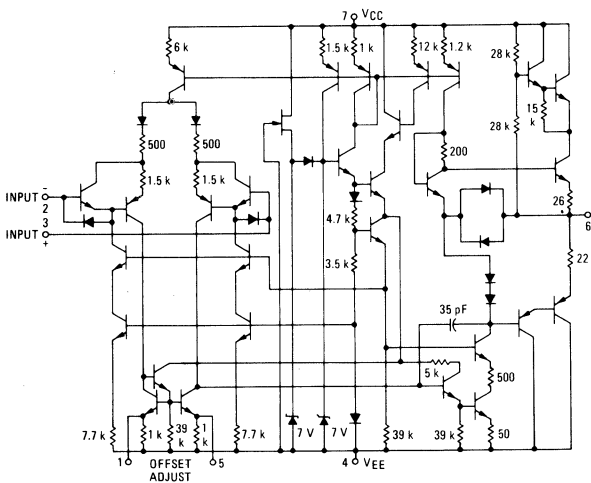 7 VCC
6 k
1.5 k
1 k
12 k
1.2 k
28 k
15
k
28 k
500
500
200
1.5 k
1.5 k
26
INPUT -
2
3
INPUT +
4.7 k
6
22
3.5 k
35 pF
5 k
500
7.7 k
1 k
39
k
1
k
7.7 k
7 V
7 V
39 k
39 k
50
1
OFFSET
ADJUST
5
4 VEE